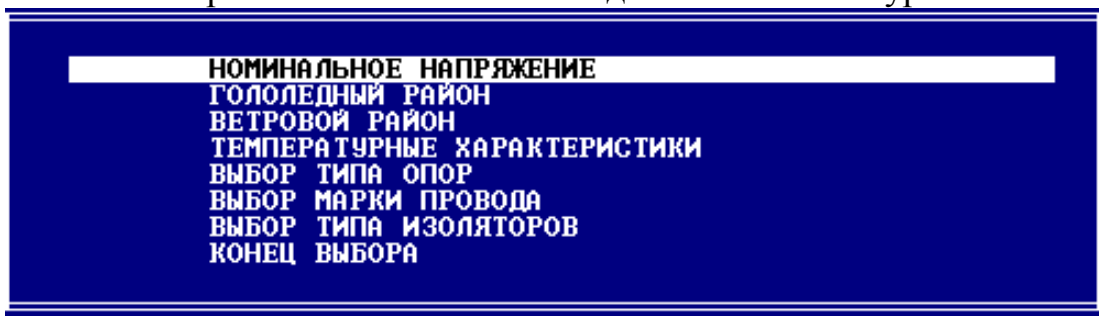 НОМИНАЛЬНОЕ НАПРЯЖЕНИЕ
ГОЛОЛЕДНЫЙ РАЙОН
ВЕТРОВОЙ РАЙОН
ТЕМПЕРАТУРНЫЕ ХАРАКТЕРИСТИКИ
ВЫБОР ТИПА ОПОР
ВЫБОР МАРКИ ПРОВОДА
ВЫБОР ТИПА ИЗОЛЯТОРОВ
КОНЕЦ ВЫБОРА